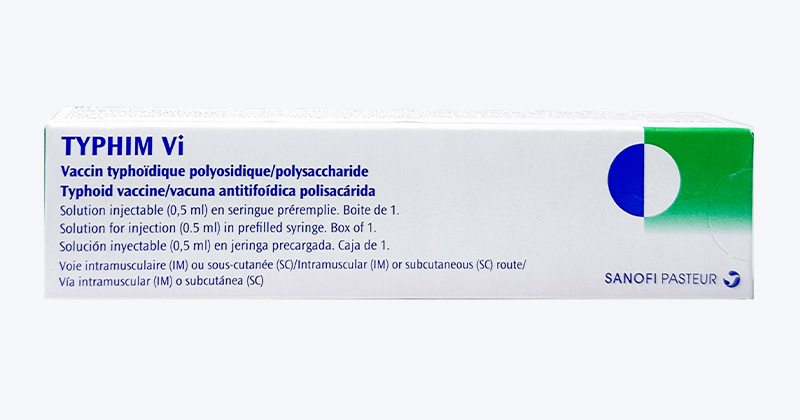 TYPHIM Vi
Vaccin typhoïdique polyosidique/polysaccharide
Typhoid vaccine/vacuna antitifoídica polisacárida
Solution injectable (0,5 ml) en seringue préremplie. Boite de 1.
Solution for injection (0.5 ml) in prefilled syringe. Box of 1.
Solución inyectable (0,5 ml) en jeringa precargada. Caja de 1.
Voie intramusculaire (IM) ou sous-cutanée (SC)/Intramuscular (IM) or subcutaneous (SC) route/
Vía intramuscular (IM) o subcutánea (SC)
SANOFI PASTEUR